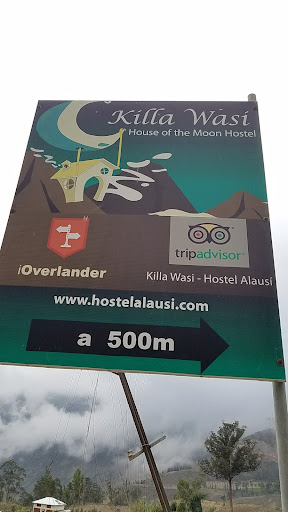 Killa Wasi
House of the Moon Hostel
iOverlander
tripadvisor®
Killa Wasi - Hostel Alausi
www.hostelalausi.com
a 500m